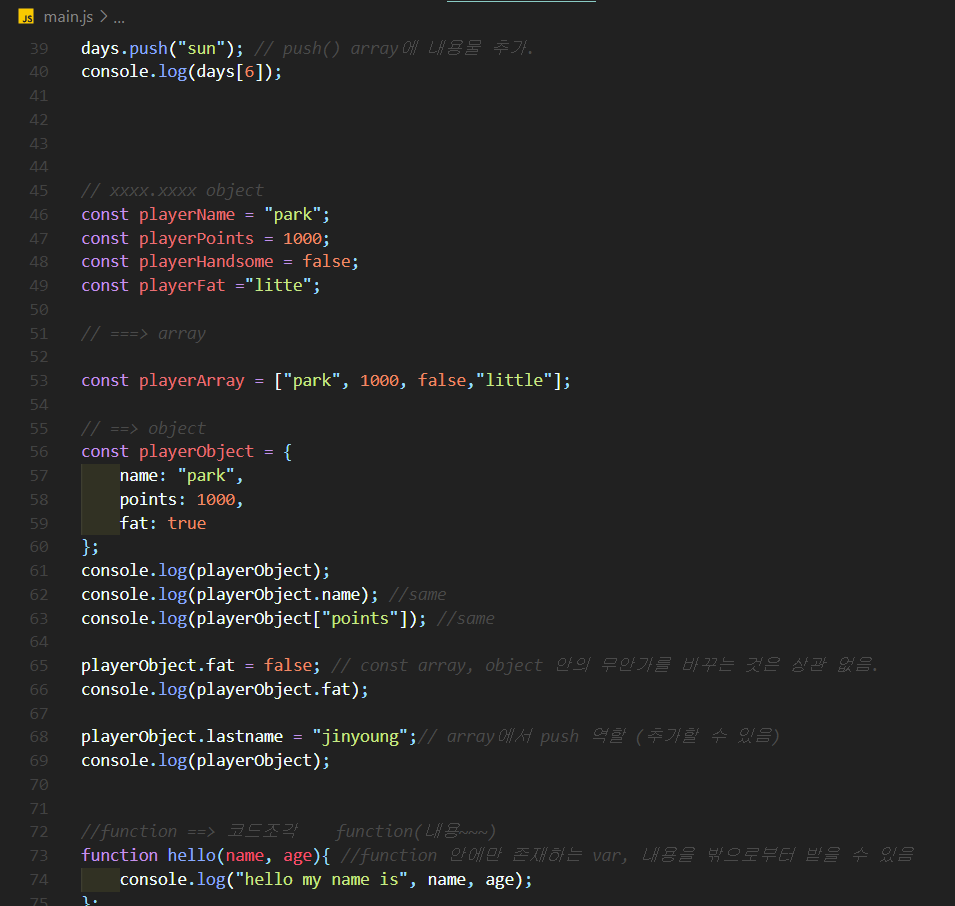 JS main.js > ...
39 days.push("sun"); // push() array에 내용물 추가.
40 console.log(days[6]);
41
42
43
44
45 // xxxx.xxxx object
46 const playerName = "park";
47 const playerPoints = 1000;
48 const playerHandsome = false;
49 const playerFat ="litte";
50
51 // ===> array
52
53 const playerArray = ["park", 1000, false,"little"];
54
55 // ==> object
56 const playerObject = {
57 name: "park",
58 points: 1000,
59 fat: true
60 };
61 console.log(playerObject);
62 console.log(playerObject.name); //same
63 console.log(playerObject["points"]); //same
64
65 playerObject.fat = false; // const array, object 안의 무안가를 바꾸는 것은 상관 없음.
66 console.log(playerObject.fat);
67
68 playerObject.lastname = "jinyoung";// array에서 push 역할 (추가할 수 있음)
69 console.log(playerObject);
70
71
72 //function ==> 코드조각 function(내용~~~)
73 function hello(name, age){ //function 안에만 존재하는 var, 내용을 밖으로부터 받을 수 있음
74 console.log("hello my name is", name, age);
75 };